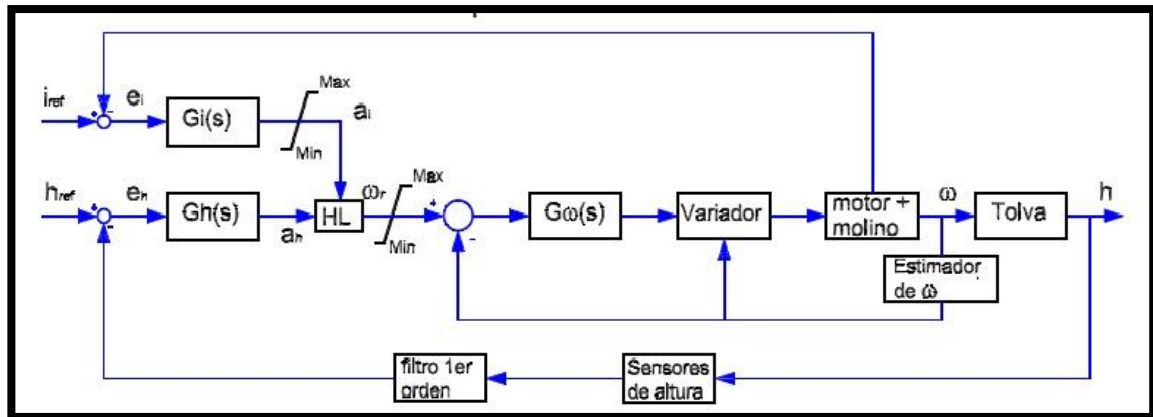 Max
iref
+
-
ei
Gi(s)
ai
Min
href
+
-
eh
Gh(s)
ah
HL
ωr
Max
Min
+
-
Gω(s)
Variador
motor +
molino
ω
Tolva
h
Estimador
de ω
filtro 1er
orden
Sensores
de altura